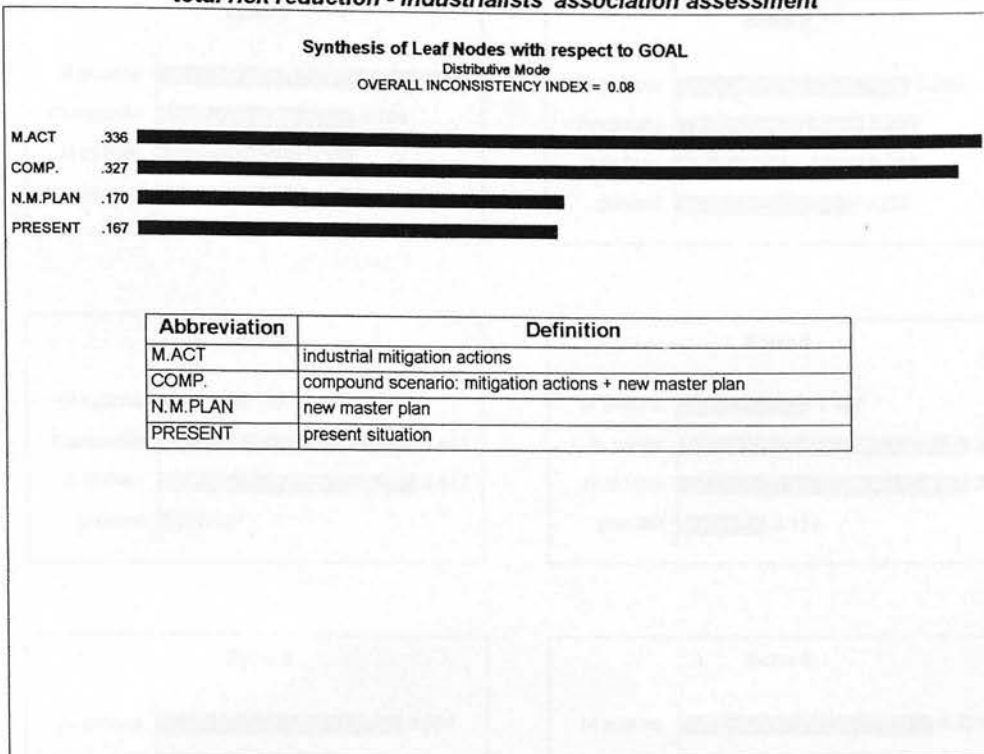 total risk reduction - industrialists' association assessment
Synthesis of Leaf Nodes with respect to GOAL
Distributive Mode
OVERALL INCONSISTENCY INDEX = 0.08
M.ACT .336
COMP. .327
N.M.PLAN .170
PRESENT .167
Abbreviation Definition
M.ACT industrial mitigation actions
COMP. compound scenario: mitigation actions + new master plan
N.M.PLAN new master plan
PRESENT present situation